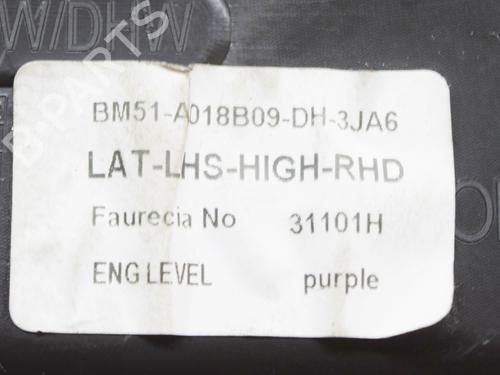 W/DHW
B-PARTS
BM51-A018B09-DH-3JA6
LAT-LHS-HIGH-RHD
Faurecia No 31101H
ENG LEVEL purple